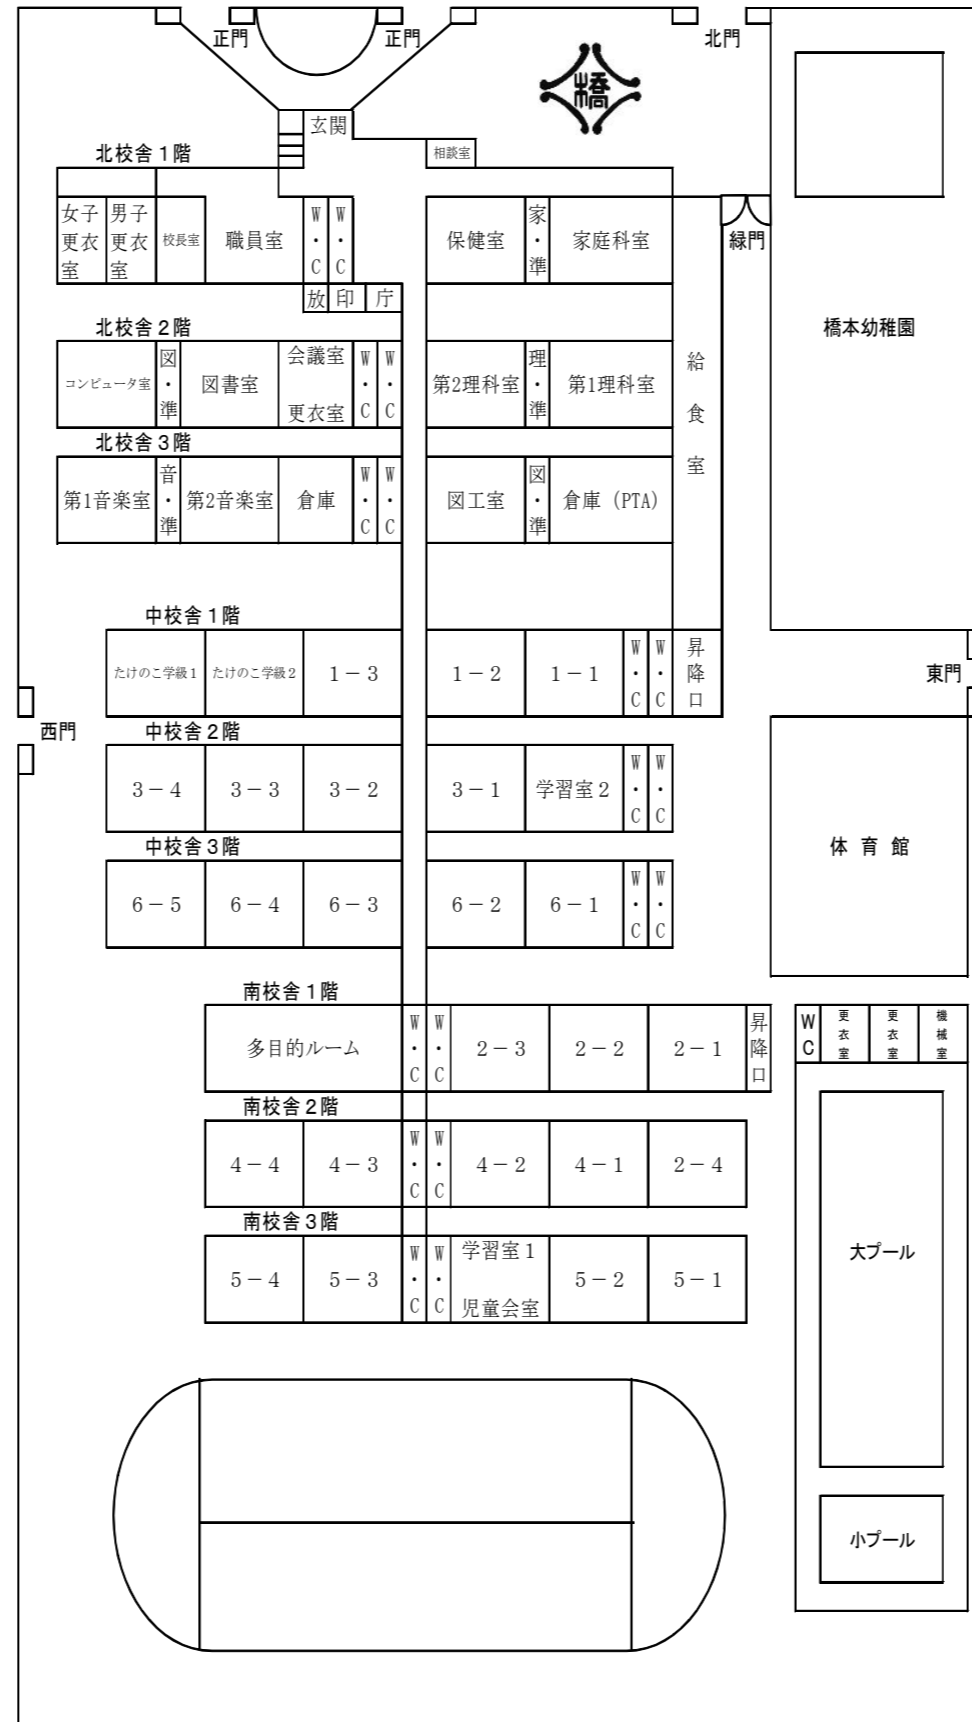 正門 正門 北門
橋
玄関
北校舎1階 相談室
女子更衣室 男子更衣室 校長室 職員室 W・C W・C 保健室 家・準 家庭科室 緑門
放 印 庁
橋本幼稚園
北校舎2階
コンピュータ室 図・準 図書室 会議室 更衣室 W・C W・C 第2理科室 理・準 第1理科室 給食室
北校舎3階
第1音楽室 音・準 第2音楽室 倉庫 W・C W・C 図工室 図・準 倉庫(PTA)
中校舎1階
たけのこ学級1 たけのこ学級2 1-3 1-2 1-1 W・C W・C 昇降口 東門
西門
中校舎2階
3-4 3-3 3-2 3-1 学習室2 W・C W・C
体育館
中校舎3階
6-5 6-4 6-3 6-2 6-1 W・C W・C
南校舎1階
多目的ルーム W・C W・C 2-3 2-2 2-1 昇降口 WC 更衣室 更衣室 機械室
南校舎2階
4-4 4-3 W・C W・C 4-2 4-1 2-4
南校舎3階
5-4 5-3 W・C W・C 学習室1 児童会室 5-2 5-1
大プール
小プール